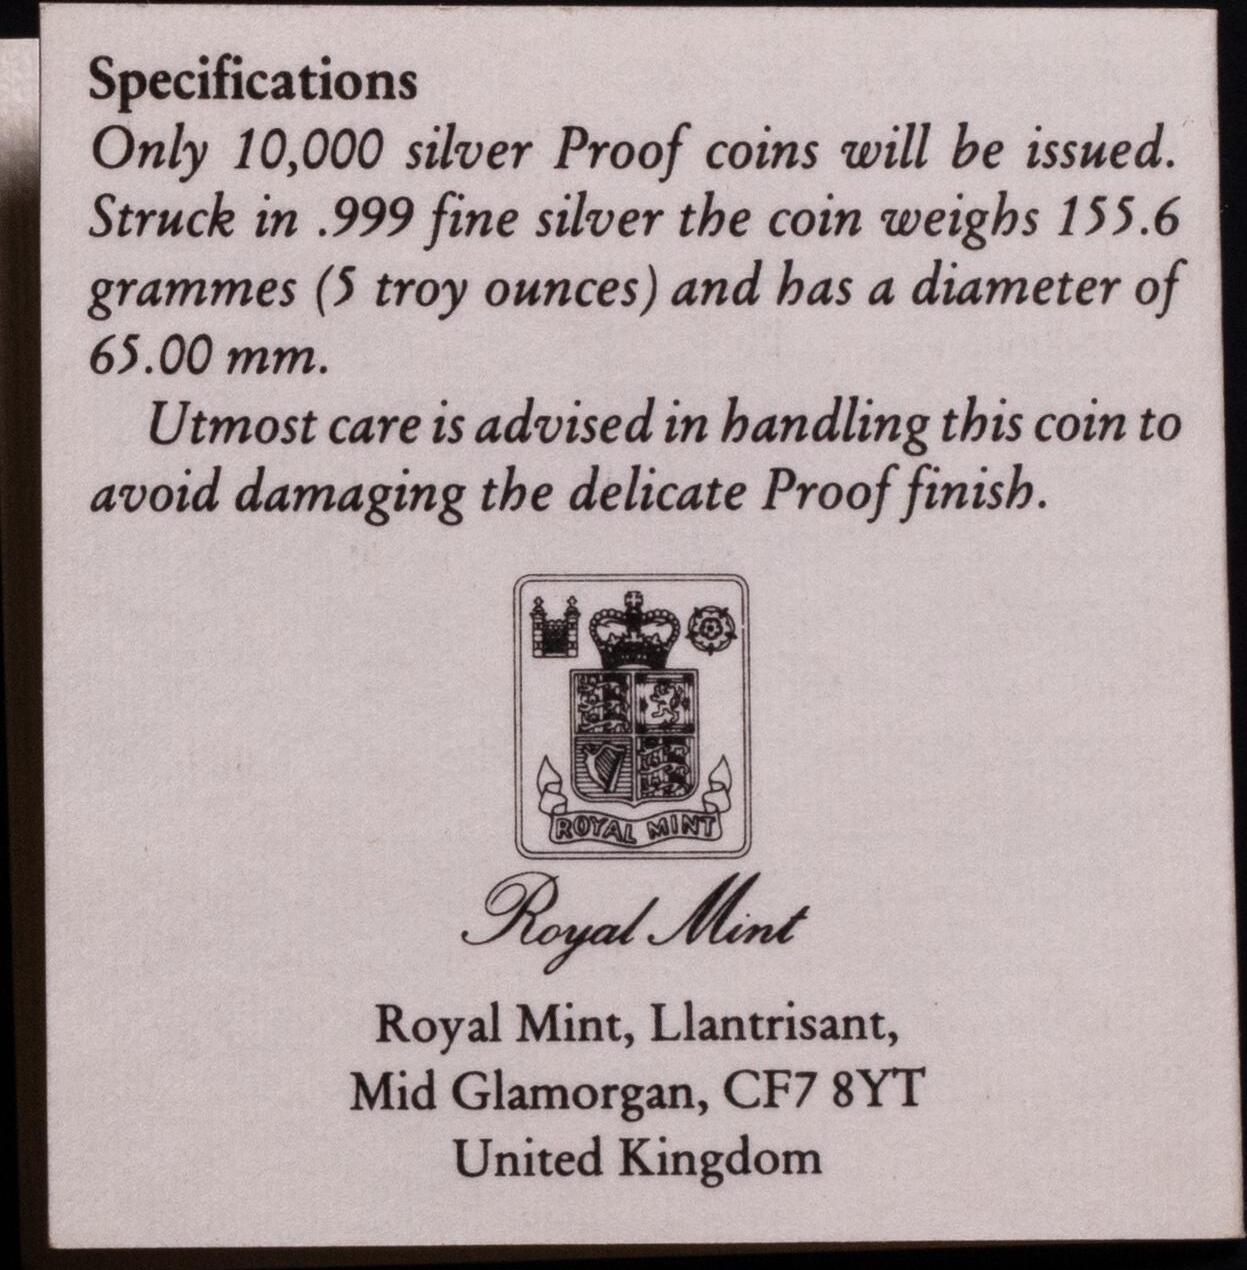 Specifications
Only 10,000 silver Proof coins will be issued.
Struck in .999 fine silver the coin weighs 155.6
grammes (5 troy ounces) and has a diameter of
65.00 mm.
Utmost care is advised in handling this coin to
avoid damaging the delicate Proof finish.
ROYAL MINT
Royal Mint
Royal Mint, Llantrisant,
Mid Glamorgan, CF7 8YT
United Kingdom